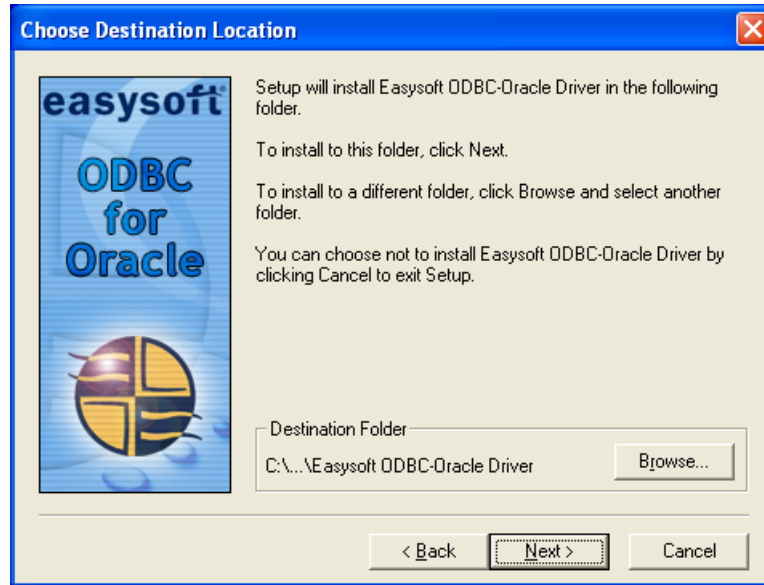 Choose Destination Location
easysoft
ODBC
for
Oracle
Setup will install Easysoft ODBC-Oracle Driver in the following
folder.
To install to this folder, click Next.
To install to a different folder, click Browse and select another
folder.
You can choose not to install Easysoft ODBC-Oracle Driver by
clicking Cancel to exit Setup.
Destination Folder
C:\...\Easysoft ODBC-Oracle Driver
Browse...
< Back
Next >
Cancel